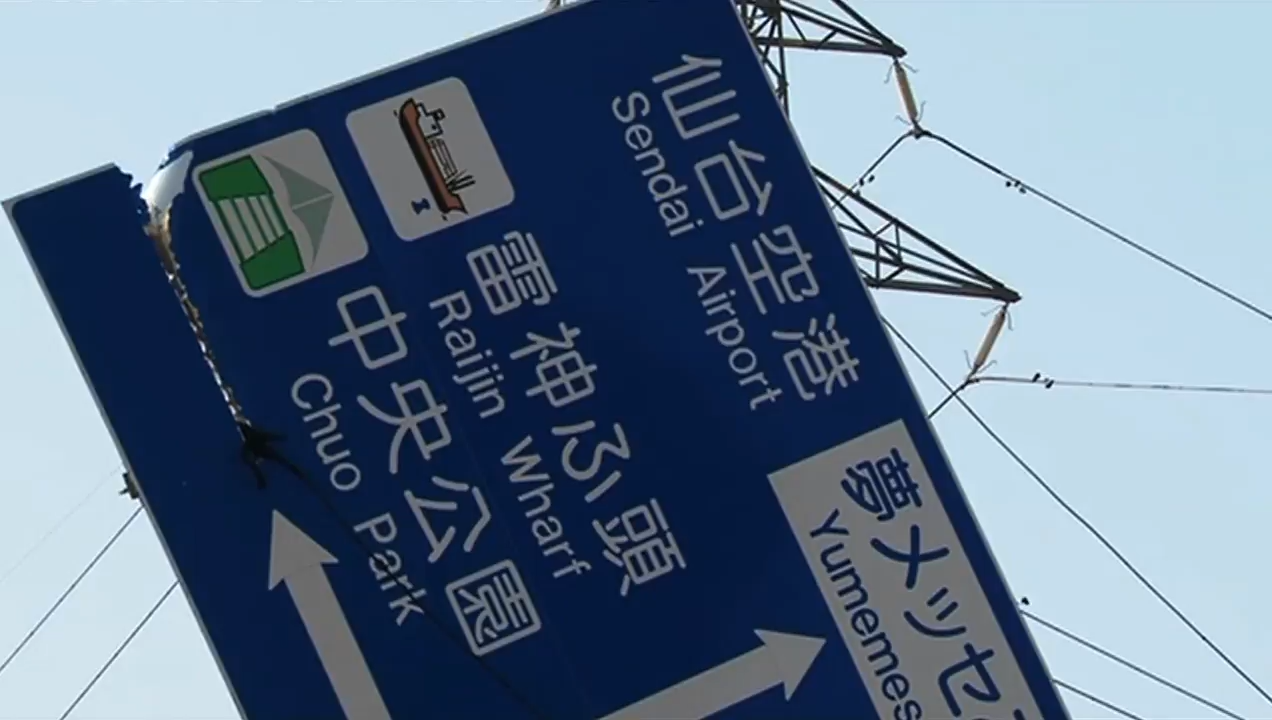 仙台空港
Sendai Airport
雷神ふ頭
Raijin Wharf
中央公園
Chuo Park
夢メッセ
Yumemes